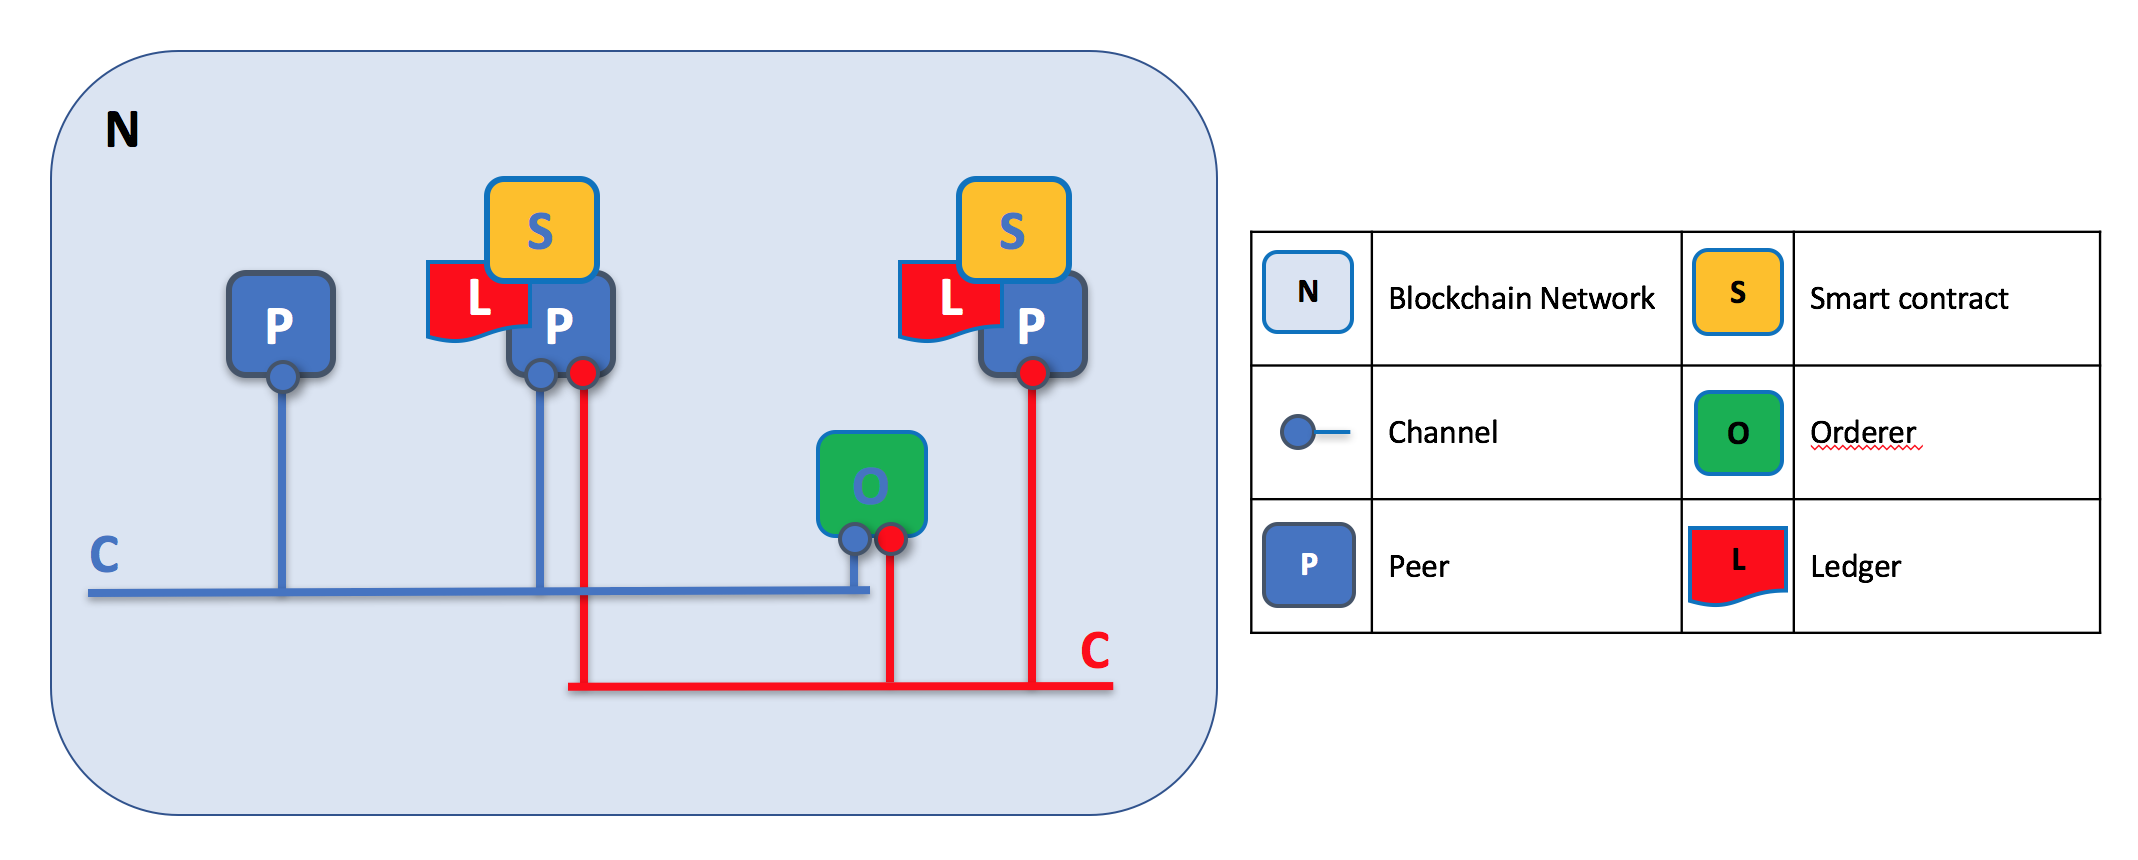 N
S
S
L
L
P
P
P
O
C
C
N Blockchain Network S Smart contract
Channel O Orderer
P Peer L Ledger